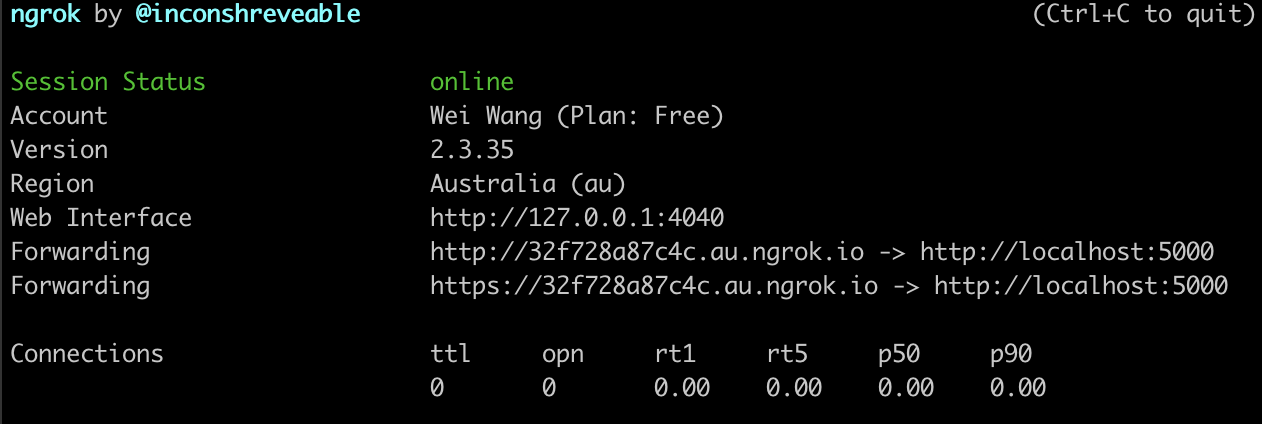 ngrok by @inconshreveable (Ctrl+C to quit)
Session Status online
Account Wei Wang (Plan: Free)
Version 2.3.35
Region Australia (au)
Web Interface http://127.0.0.1:4040
Forwarding http://32f728a87c4c.au.ngrok.io -> http://localhost:5000
Forwarding https://32f728a87c4c.au.ngrok.io -> http://localhost:5000
Connections ttl opn rt1 rt5 p50 p90
0 0 0.00 0.00 0.00 0.00